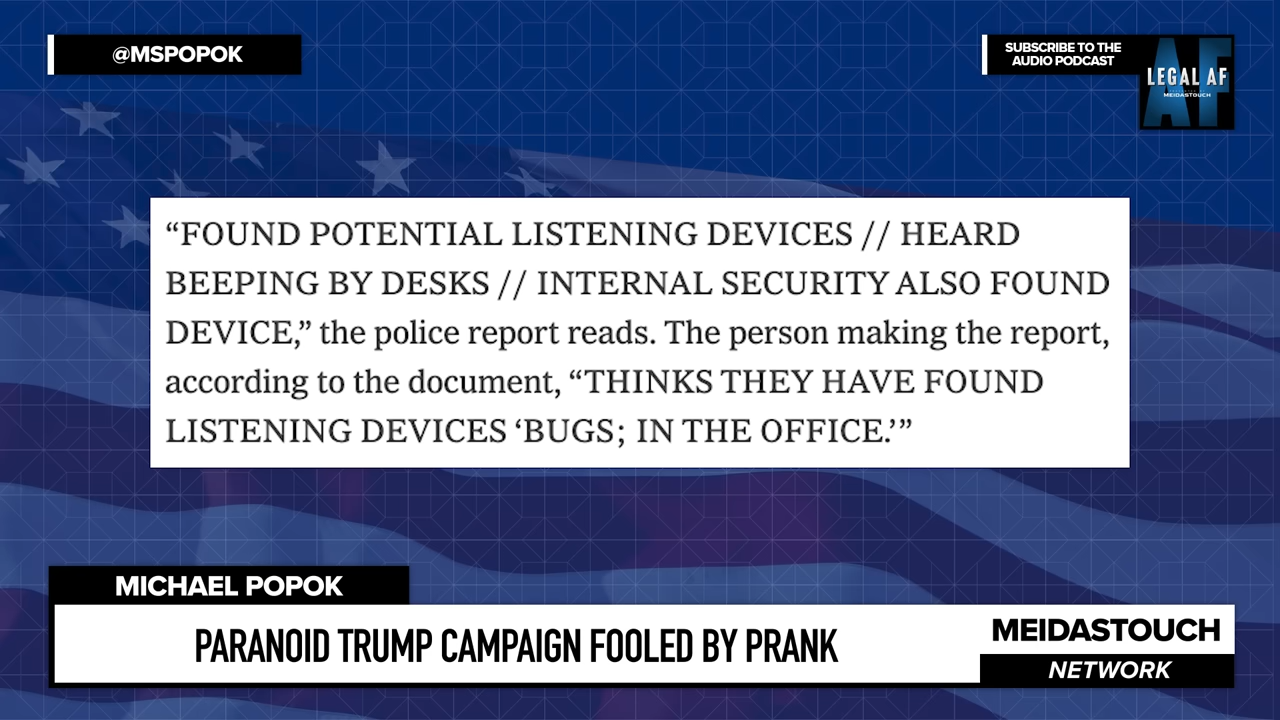 @MSPOPOK
SUBSCRIBE TO THE
AUDIO PODCAST
LEGAL AF
MEIDASTOUCH
“FOUND POTENTIAL LISTENING DEVICES // HEARD
BEEPING BY DESKS // INTERNAL SECURITY ALSO FOUND
DEVICE,” the police report reads. The person making the report,
according to the document, “THINKS THEY HAVE FOUND
LISTENING DEVICES ‘BUGS; IN THE OFFICE.’”
MICHAEL POPOK
PARANOID TRUMP CAMPAIGN FOOLED BY PRANK
MEIDASTOUCH
NETWORK